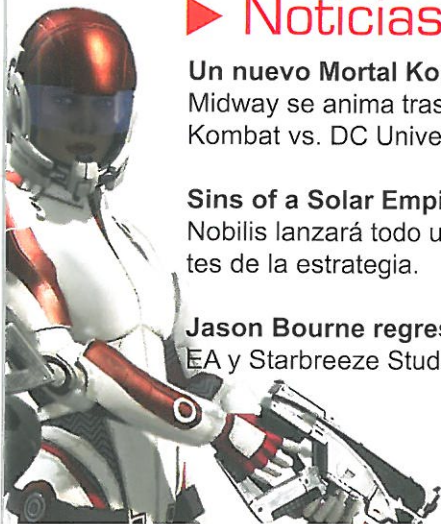 Noticias
Un nuevo Mortal Ko
Midway se anima tras
Kombat vs. DC Unive
Sins of a Solar Empi
Nobilis lanzará todo u
tes de la estrategia.
Jason Bourne regres
EA y Starbreeze Stud